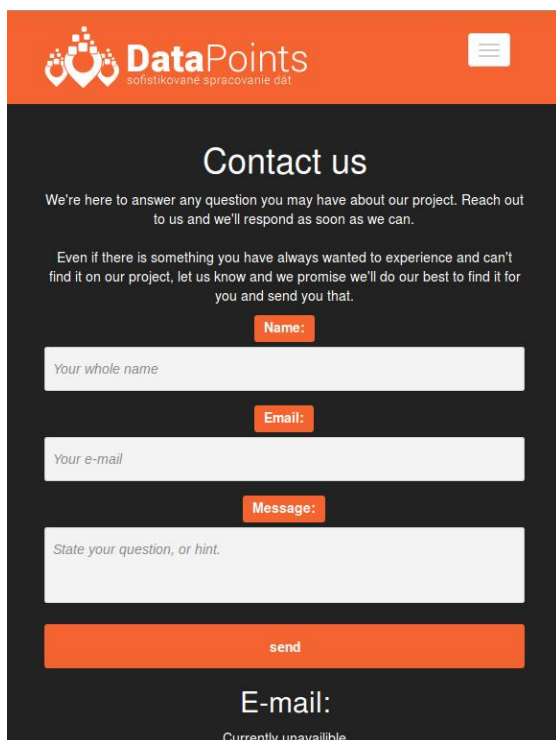 DataPoints
sofistikované spracovanie dát
Contact us
We're here to answer any question you may have about our project. Reach out
to us and we'll respond as soon as we can.
Even if there is something you have always wanted to experience and can't
find it on our project, let us know and we promise we'll do our best to find it for
you and send you that.
Name:
Your whole name
Email:
Your e-mail
Message:
State your question, or hint.
send
E-mail:
Currently unavailible